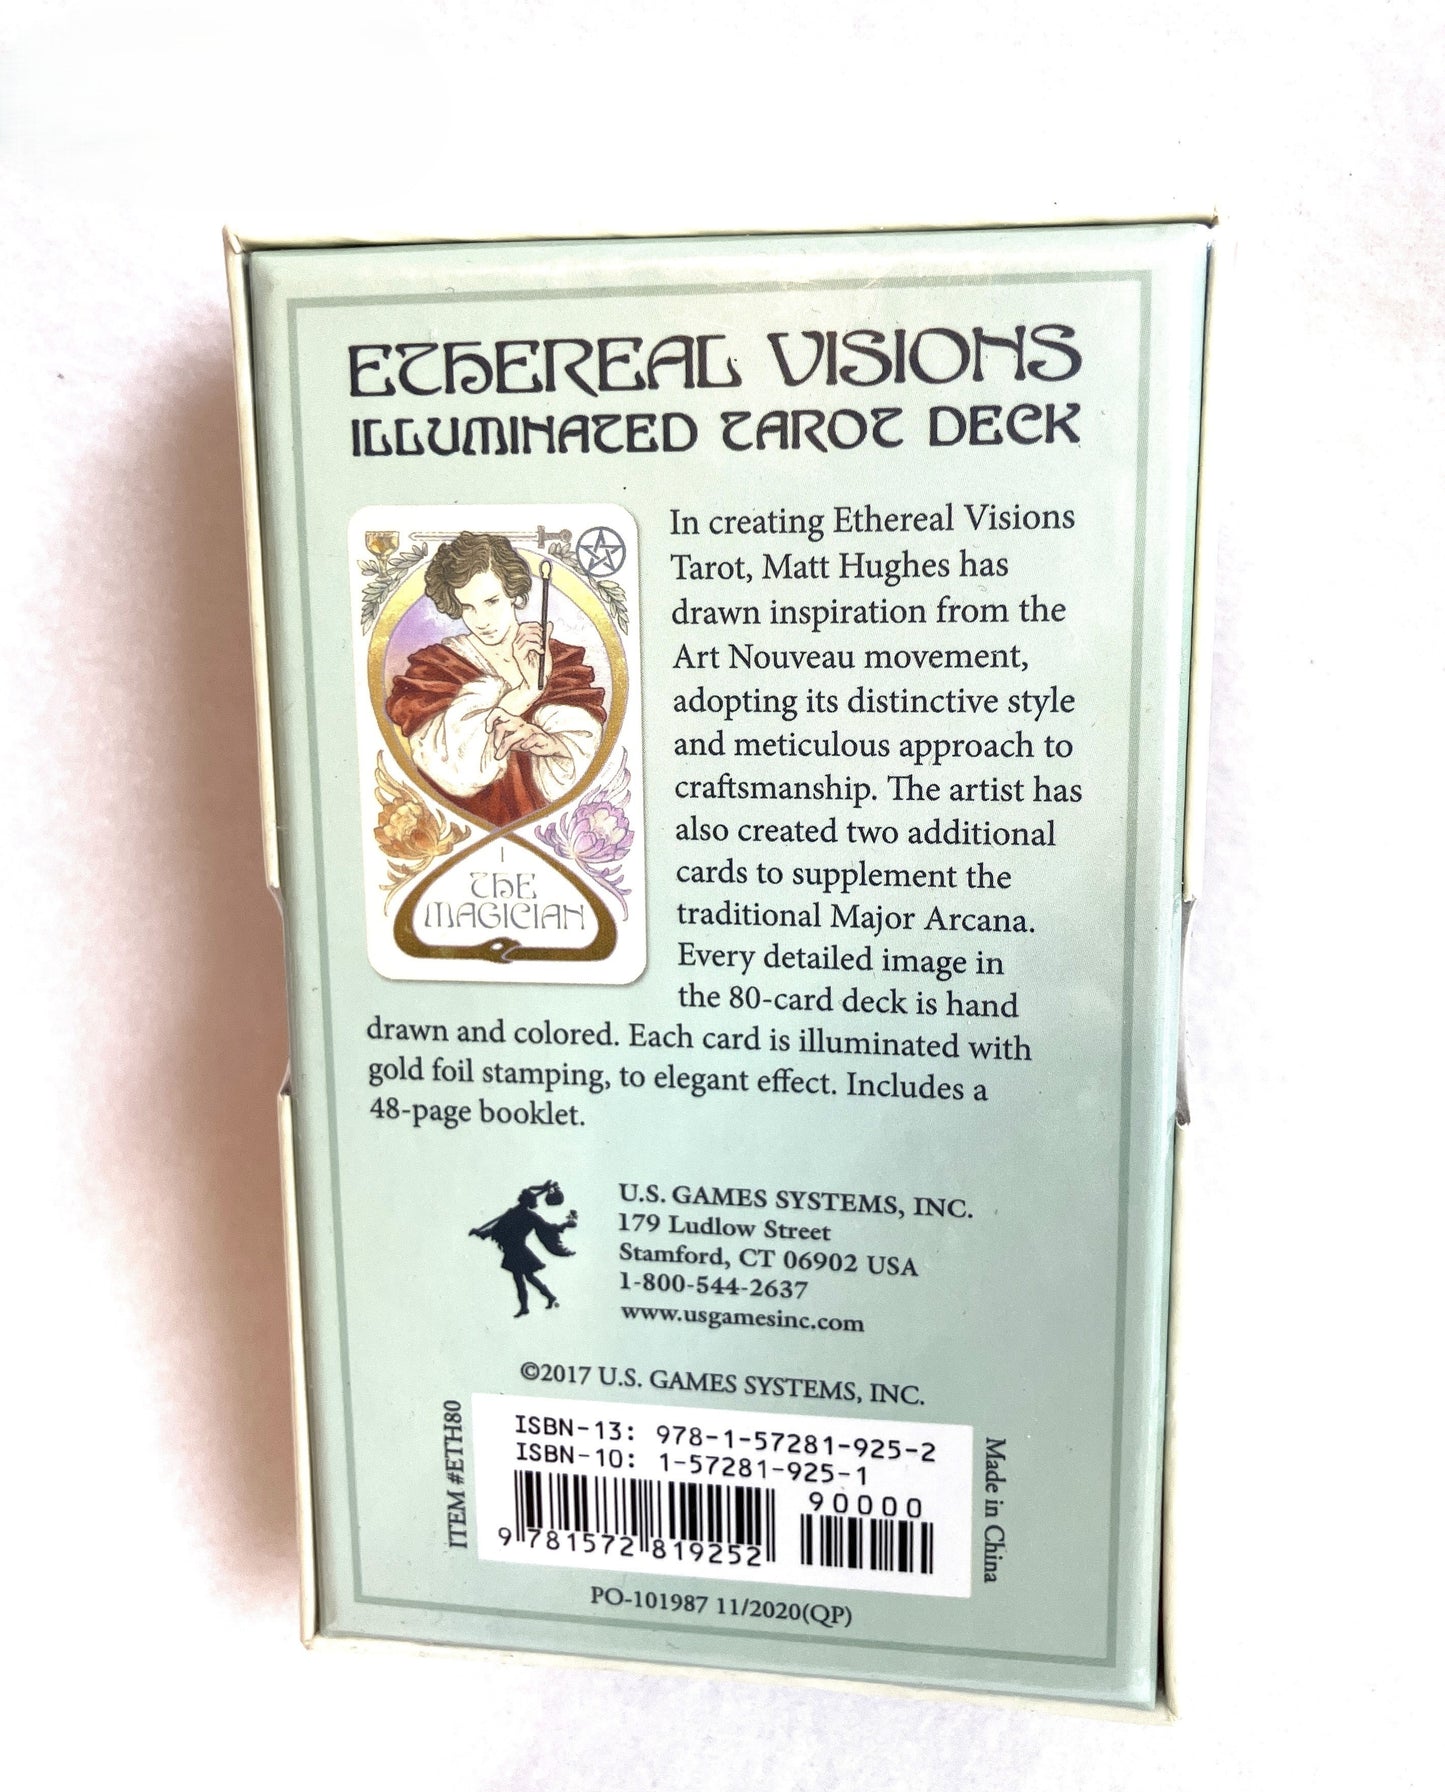 ETHEREAL VISIONS
ILLUMINATED TAROT DECK
I
THE
MAGICIAN
In creating Ethereal Visions
Tarot, Matt Hughes has
drawn inspiration from the
Art Nouveau movement,
adopting its distinctive style
and meticulous approach to
craftsmanship. The artist has
also created two additional
cards to supplement the
traditional Major Arcana.
Every detailed image in
the 80-card deck is hand
drawn and colored. Each card is illuminated with
gold foil stamping, to elegant effect. Includes a
48-page booklet.
U.S. GAMES SYSTEMS, INC.
179 Ludlow Street
Stamford, CT 06902 USA
1-800-544-2637
www.usgamesinc.com
©2017 U.S. GAMES SYSTEMS, INC.
ITEM #ETH80
ISBN-13: 978-1-57281-925-2
ISBN-10: 1-57281-925-1
90000
9 781572 819252
Made in China
PO-101987 11/2020(QP)